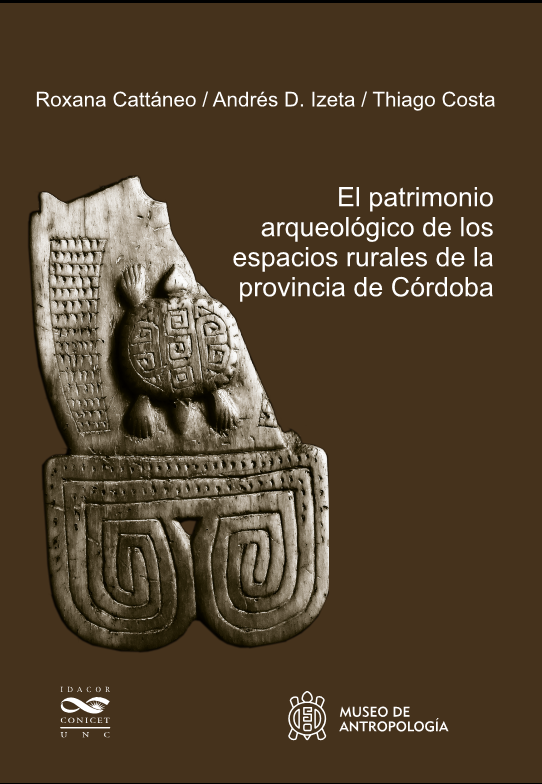 Roxana Cattáneo / Andrés D. Izeta / Thiago Costa
El patrimonio
arqueológico de los
espacios rurales de la
provincia de Córdoba
IDACOR
CONICET
UNC
MUSEO DE
ANTROPOLOGÍA